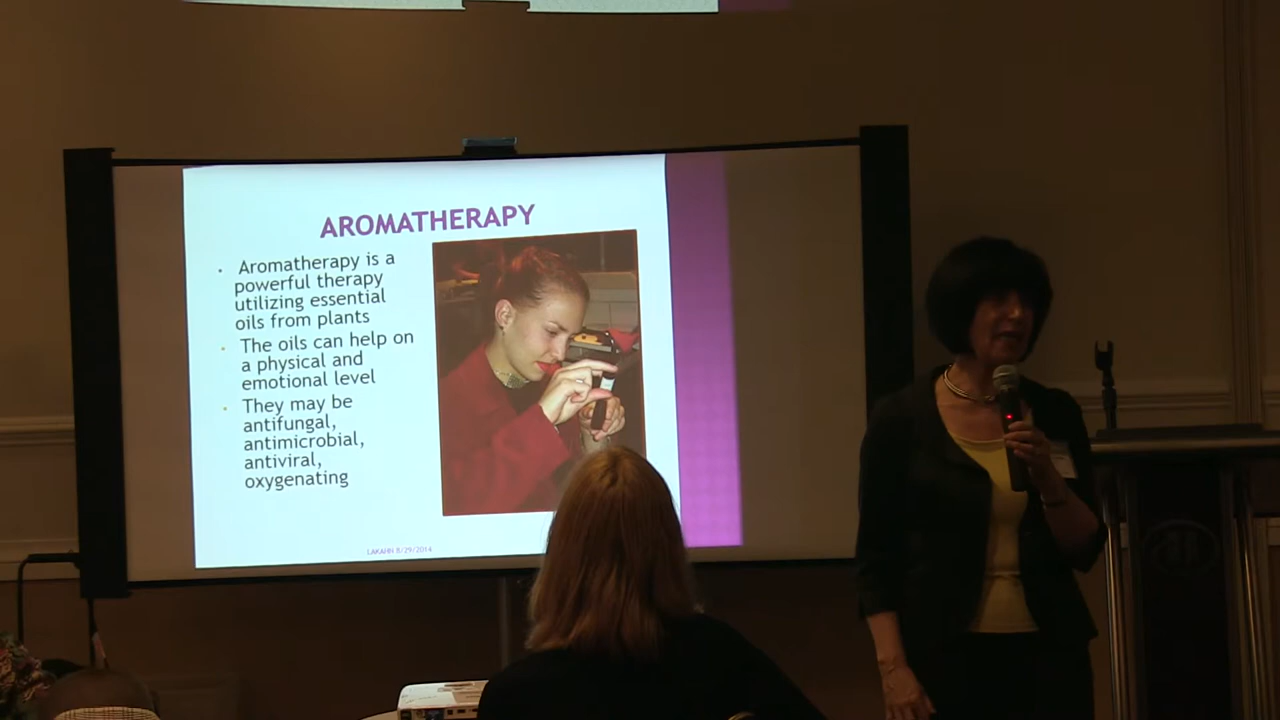 AROMATHERAPY
Aromatherapy is a
powerful therapy
utilizing essential
oils from plants
The oils can help on
a physical and
emotional level
They may be
antifungal,
antimicrobial,
antiviral,
oxygenating
LAKAHN 8/29/2014